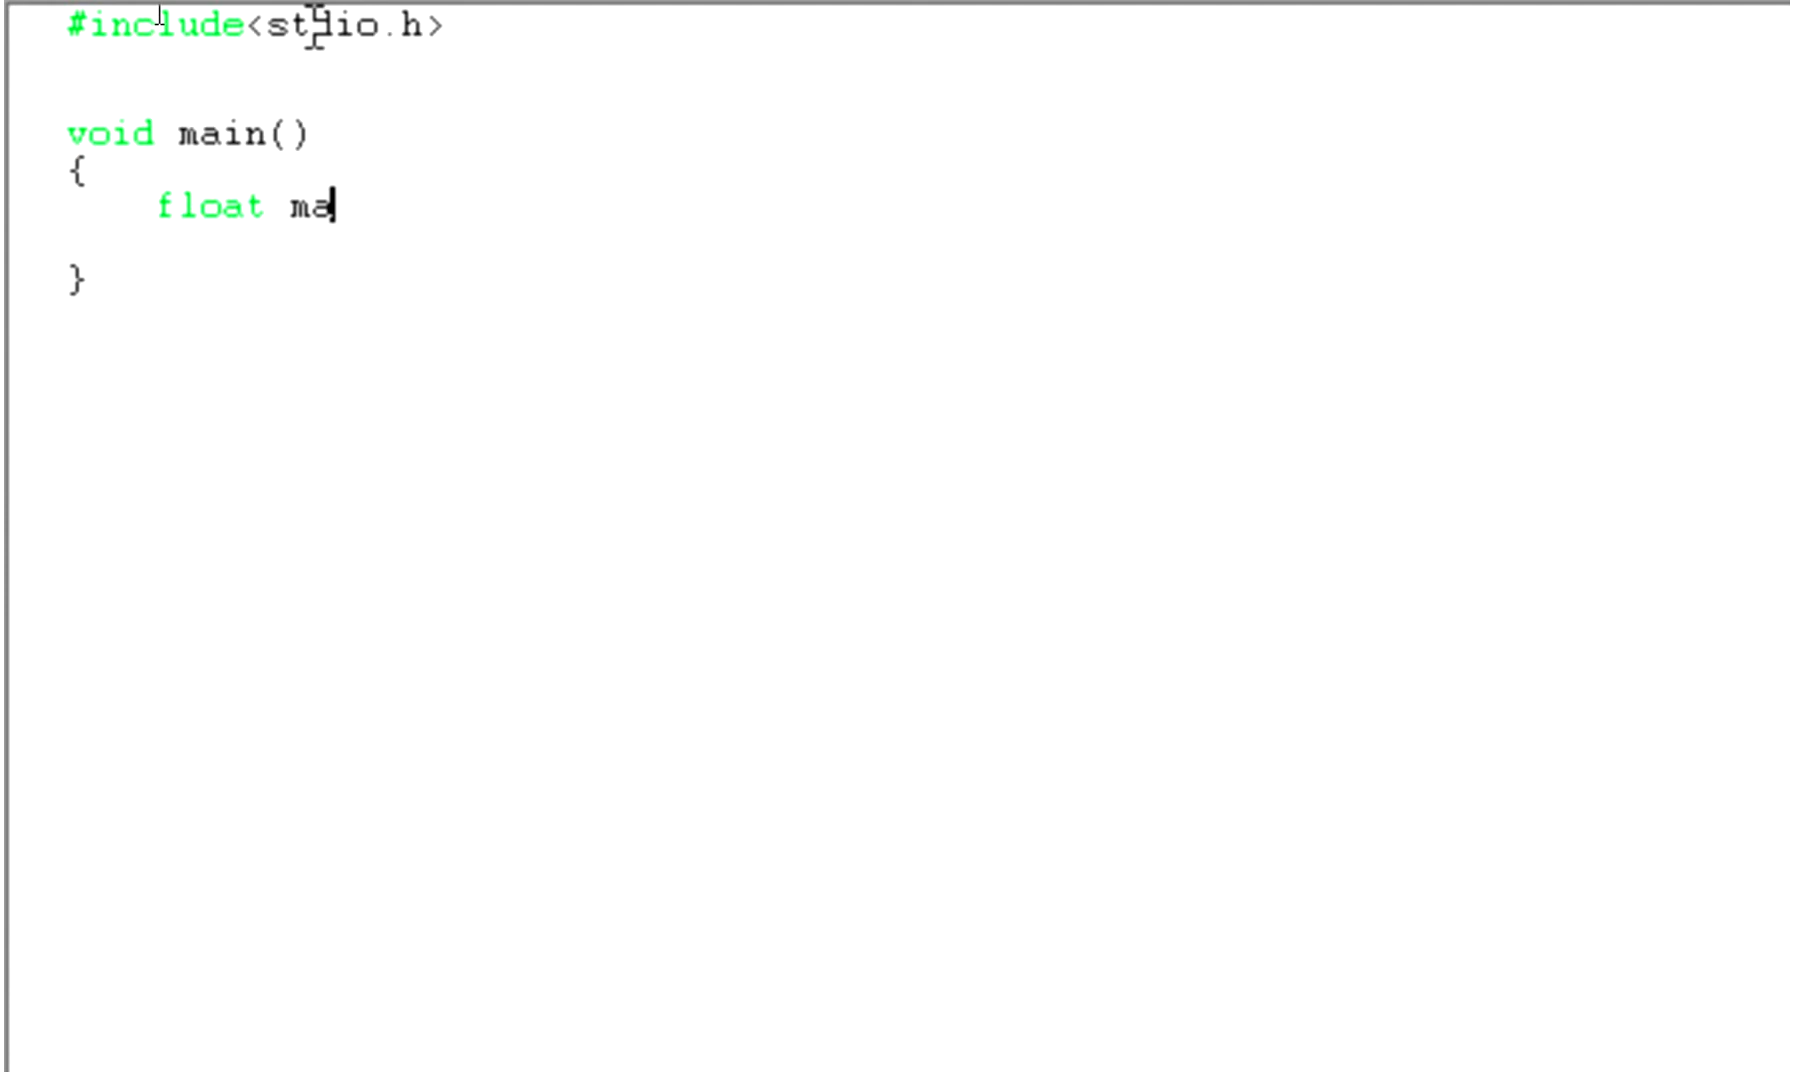 #include<stdio.h>
void main()
{
float ma
}